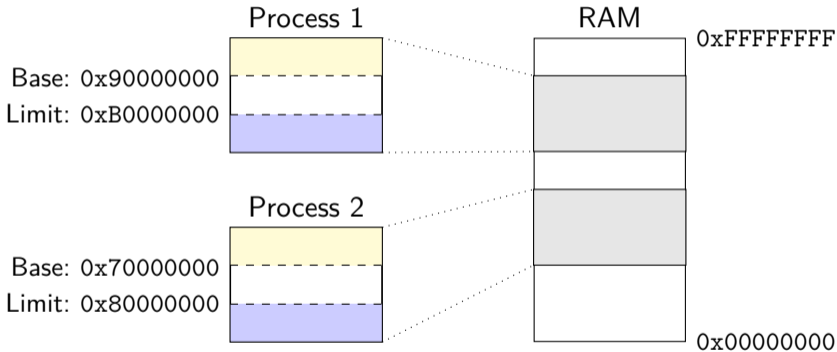 Process 1
RAM
0xFFFFFFFF
Base: 0x90000000
Limit: 0xB0000000
Process 2
Base: 0x70000000
Limit: 0x80000000
0x00000000